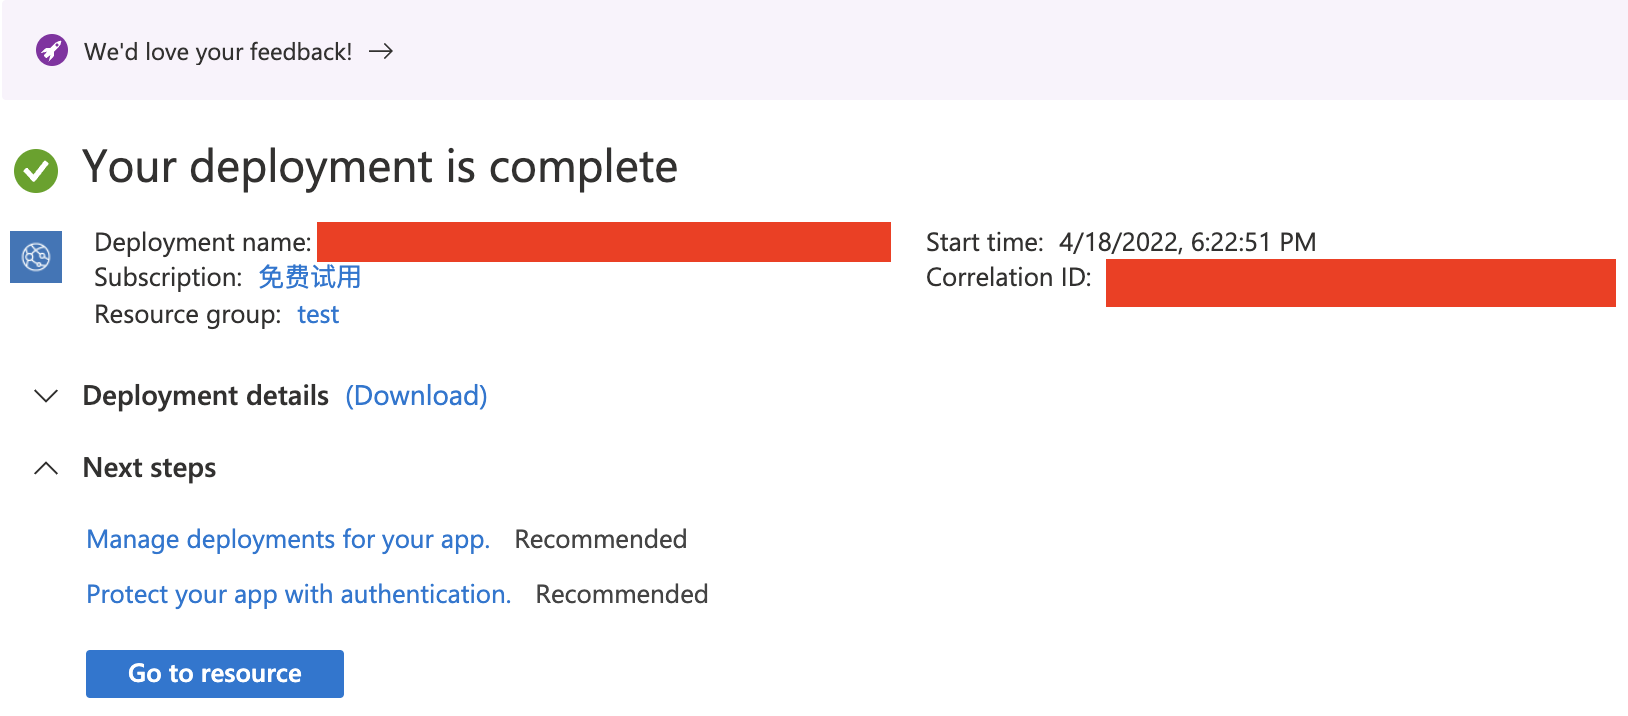 We'd love your feedback! →
Your deployment is complete
Deployment name:
Subscription: 免费试用
Resource group: test
Start time: 4/18/2022, 6:22:51 PM
Correlation ID:
Deployment details (Download)
Next steps
Manage deployments for your app. Recommended
Protect your app with authentication. Recommended
Go to resource